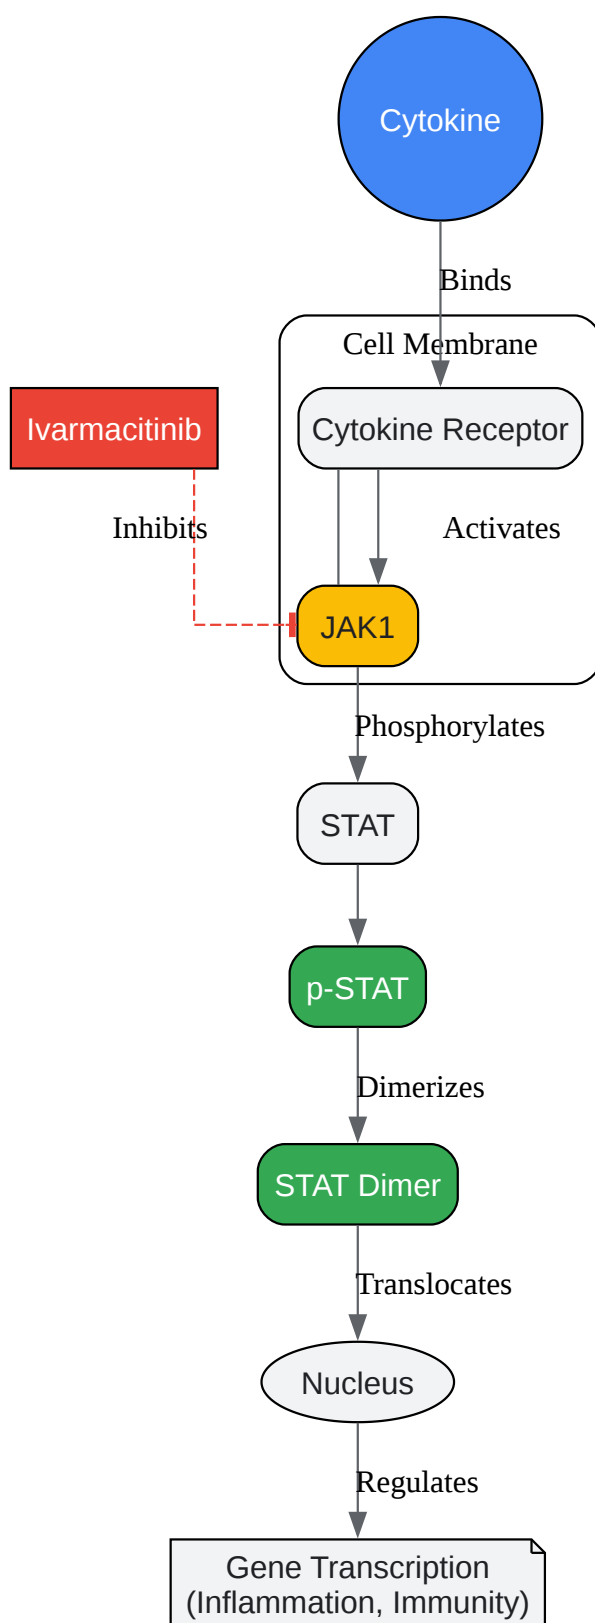 Cytokine
Binds
Cell Membrane
Ivarmacitinib
Cytokine Receptor
Inhibits
Activates
JAK1
Phosphorylates
STAT
p-STAT
Dimerizes
STAT Dimer
Translocates
Nucleus
Regulates
Gene Transcription
(Inflammation, Immunity)